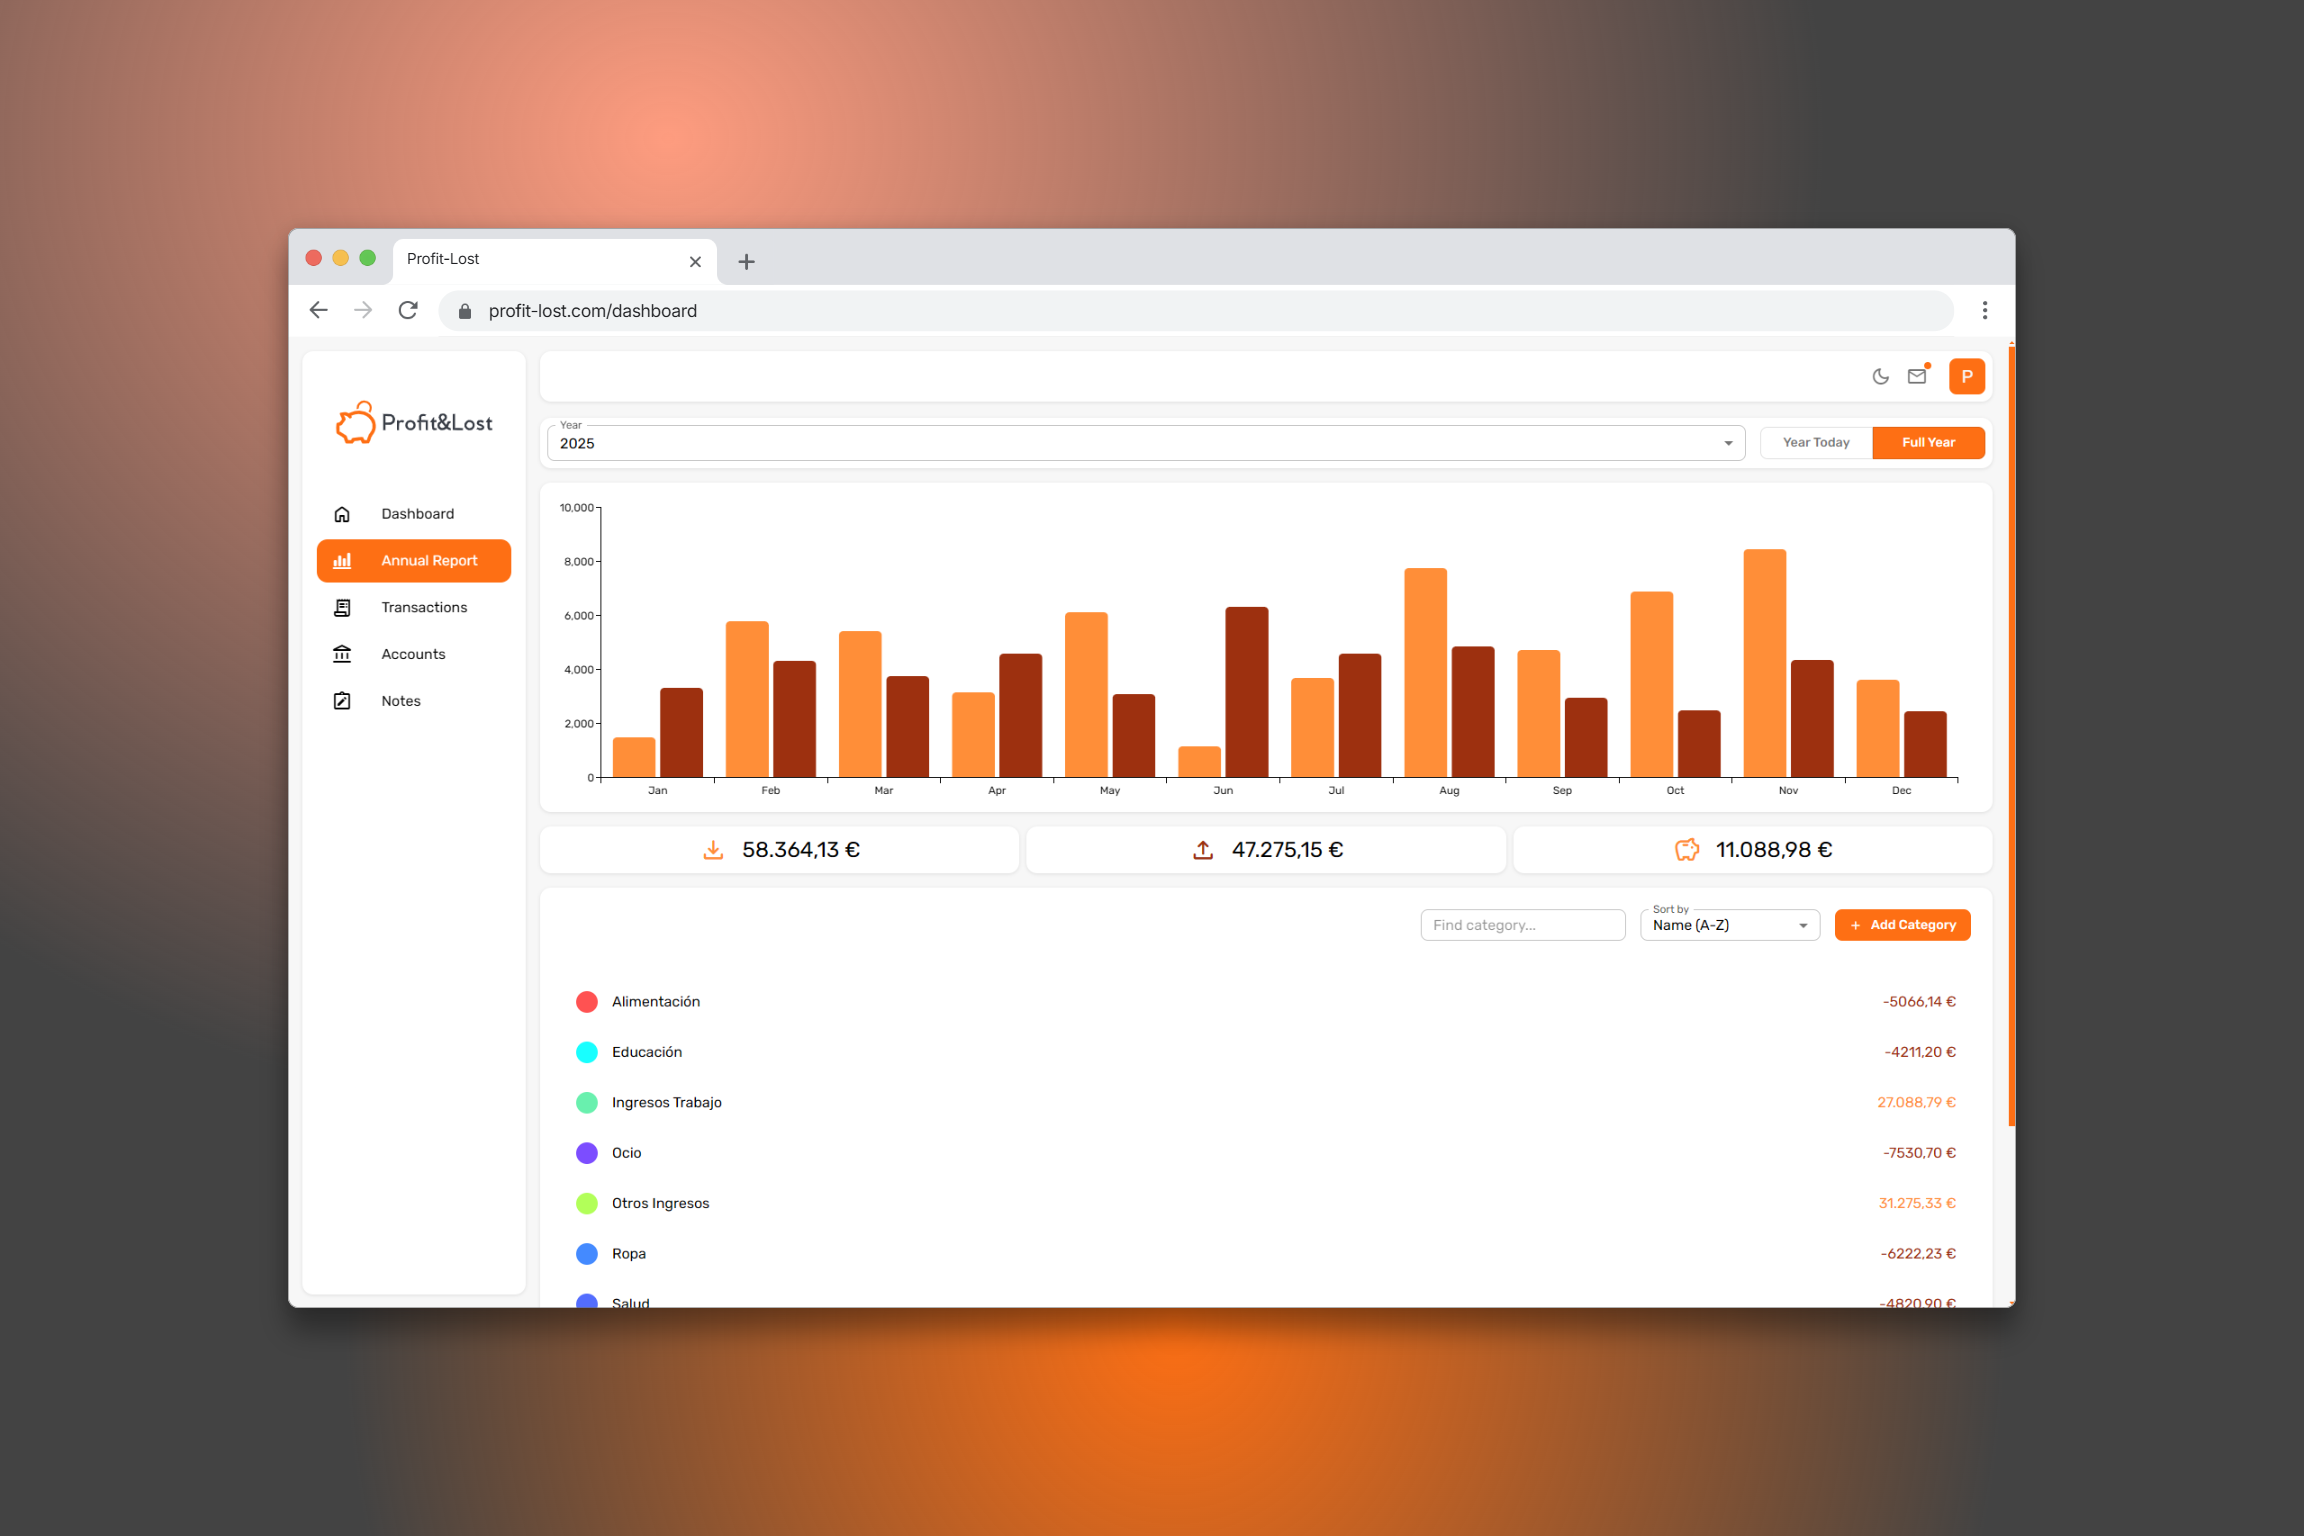 Profit-Lost
profit-lost.com/dashboard
Profit&Lost
Dashboard
Annual Report
Transactions
Accounts
Notes
P
Year
2025
Year Today
Full Year
10,000
8,000
6,000
4,000
2,000
0
Jan Feb Mar Apr May Jun Jul Aug Sep Oct Nov Dec
58.364,13 €
47.275,15 €
11.088,98 €
Find category...
Sort by
Name (A-Z)
+ Add Category
Alimentación -5066,14 €
Educación -4211,20 €
Ingresos Trabajo 27.088,79 €
Ocio -7530,70 €
Otros Ingresos 31.275,33 €
Ropa -6222,23 €
Salud -4820,90 €